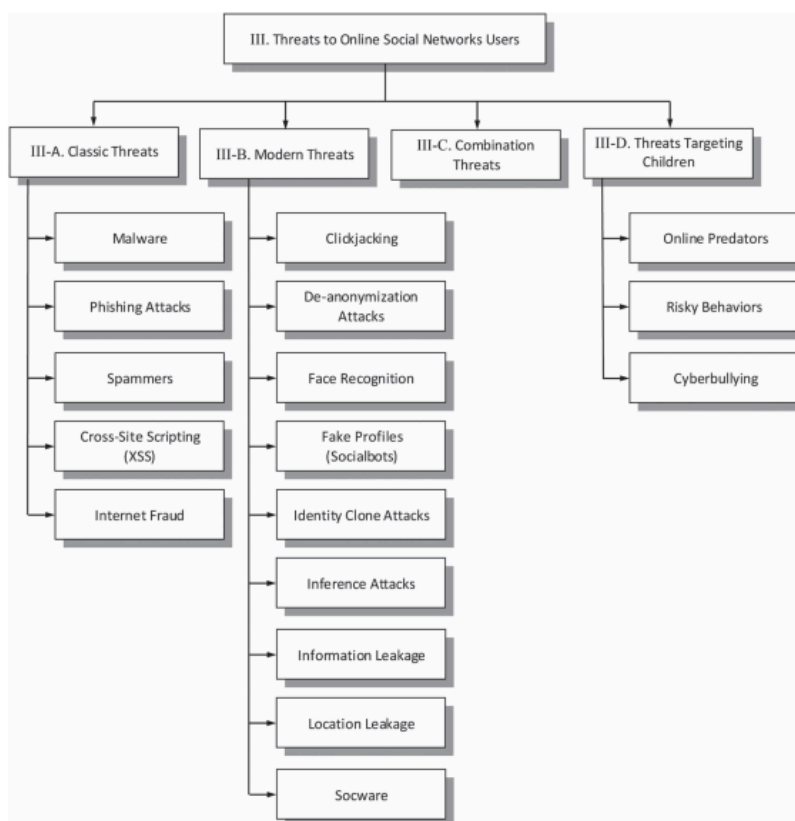 III. Threats to Online Social Networks Users
III-A. Classic Threats
III-B. Modern Threats
III-C. Combination
Threats
III-D. Threats Targeting
Children
Malware
Phishing Attacks
Spammers
Cross-Site Scripting
(XSS)
Internet Fraud
Clickjacking
De-anonymization
Attacks
Face Recognition
Fake Profiles
(Socialbots)
Identity Clone Attacks
Inference Attacks
Information Leakage
Location Leakage
Socware
Online Predators
Risky Behaviors
Cyberbullying